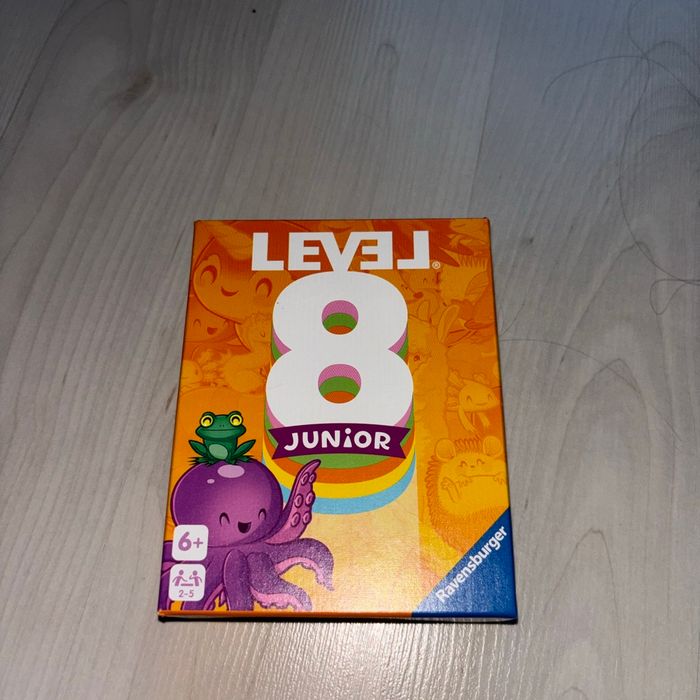 LEVEL®
8
JUNiOR
6+
2-5
Ravensburger